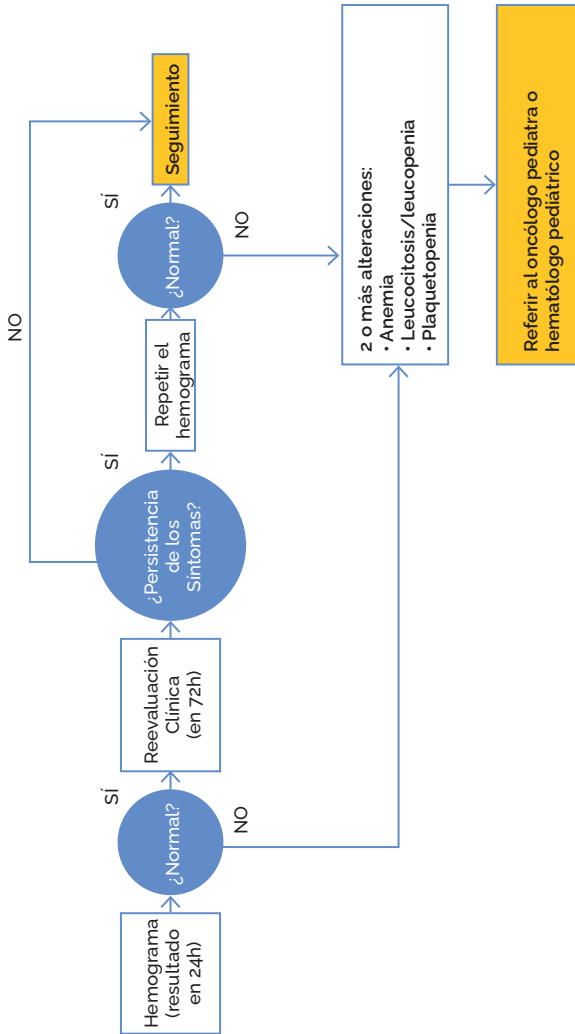 Hemograma
(resultado
en 24h)
¿Normal?
SÍ
NO
Reevaluación
Clínica
(en 72h)
¿Persistencia
de los
Síntomas?
SÍ
NO
Repetir el
hemograma
¿Normal?
SÍ
NO
Seguimiento
2 o más alteraciones:
• Anemia
• Leucocitosis/leucopenia
• Plaquetopenia
Referir al oncólogo pediatra o
hematólogo pediátrico